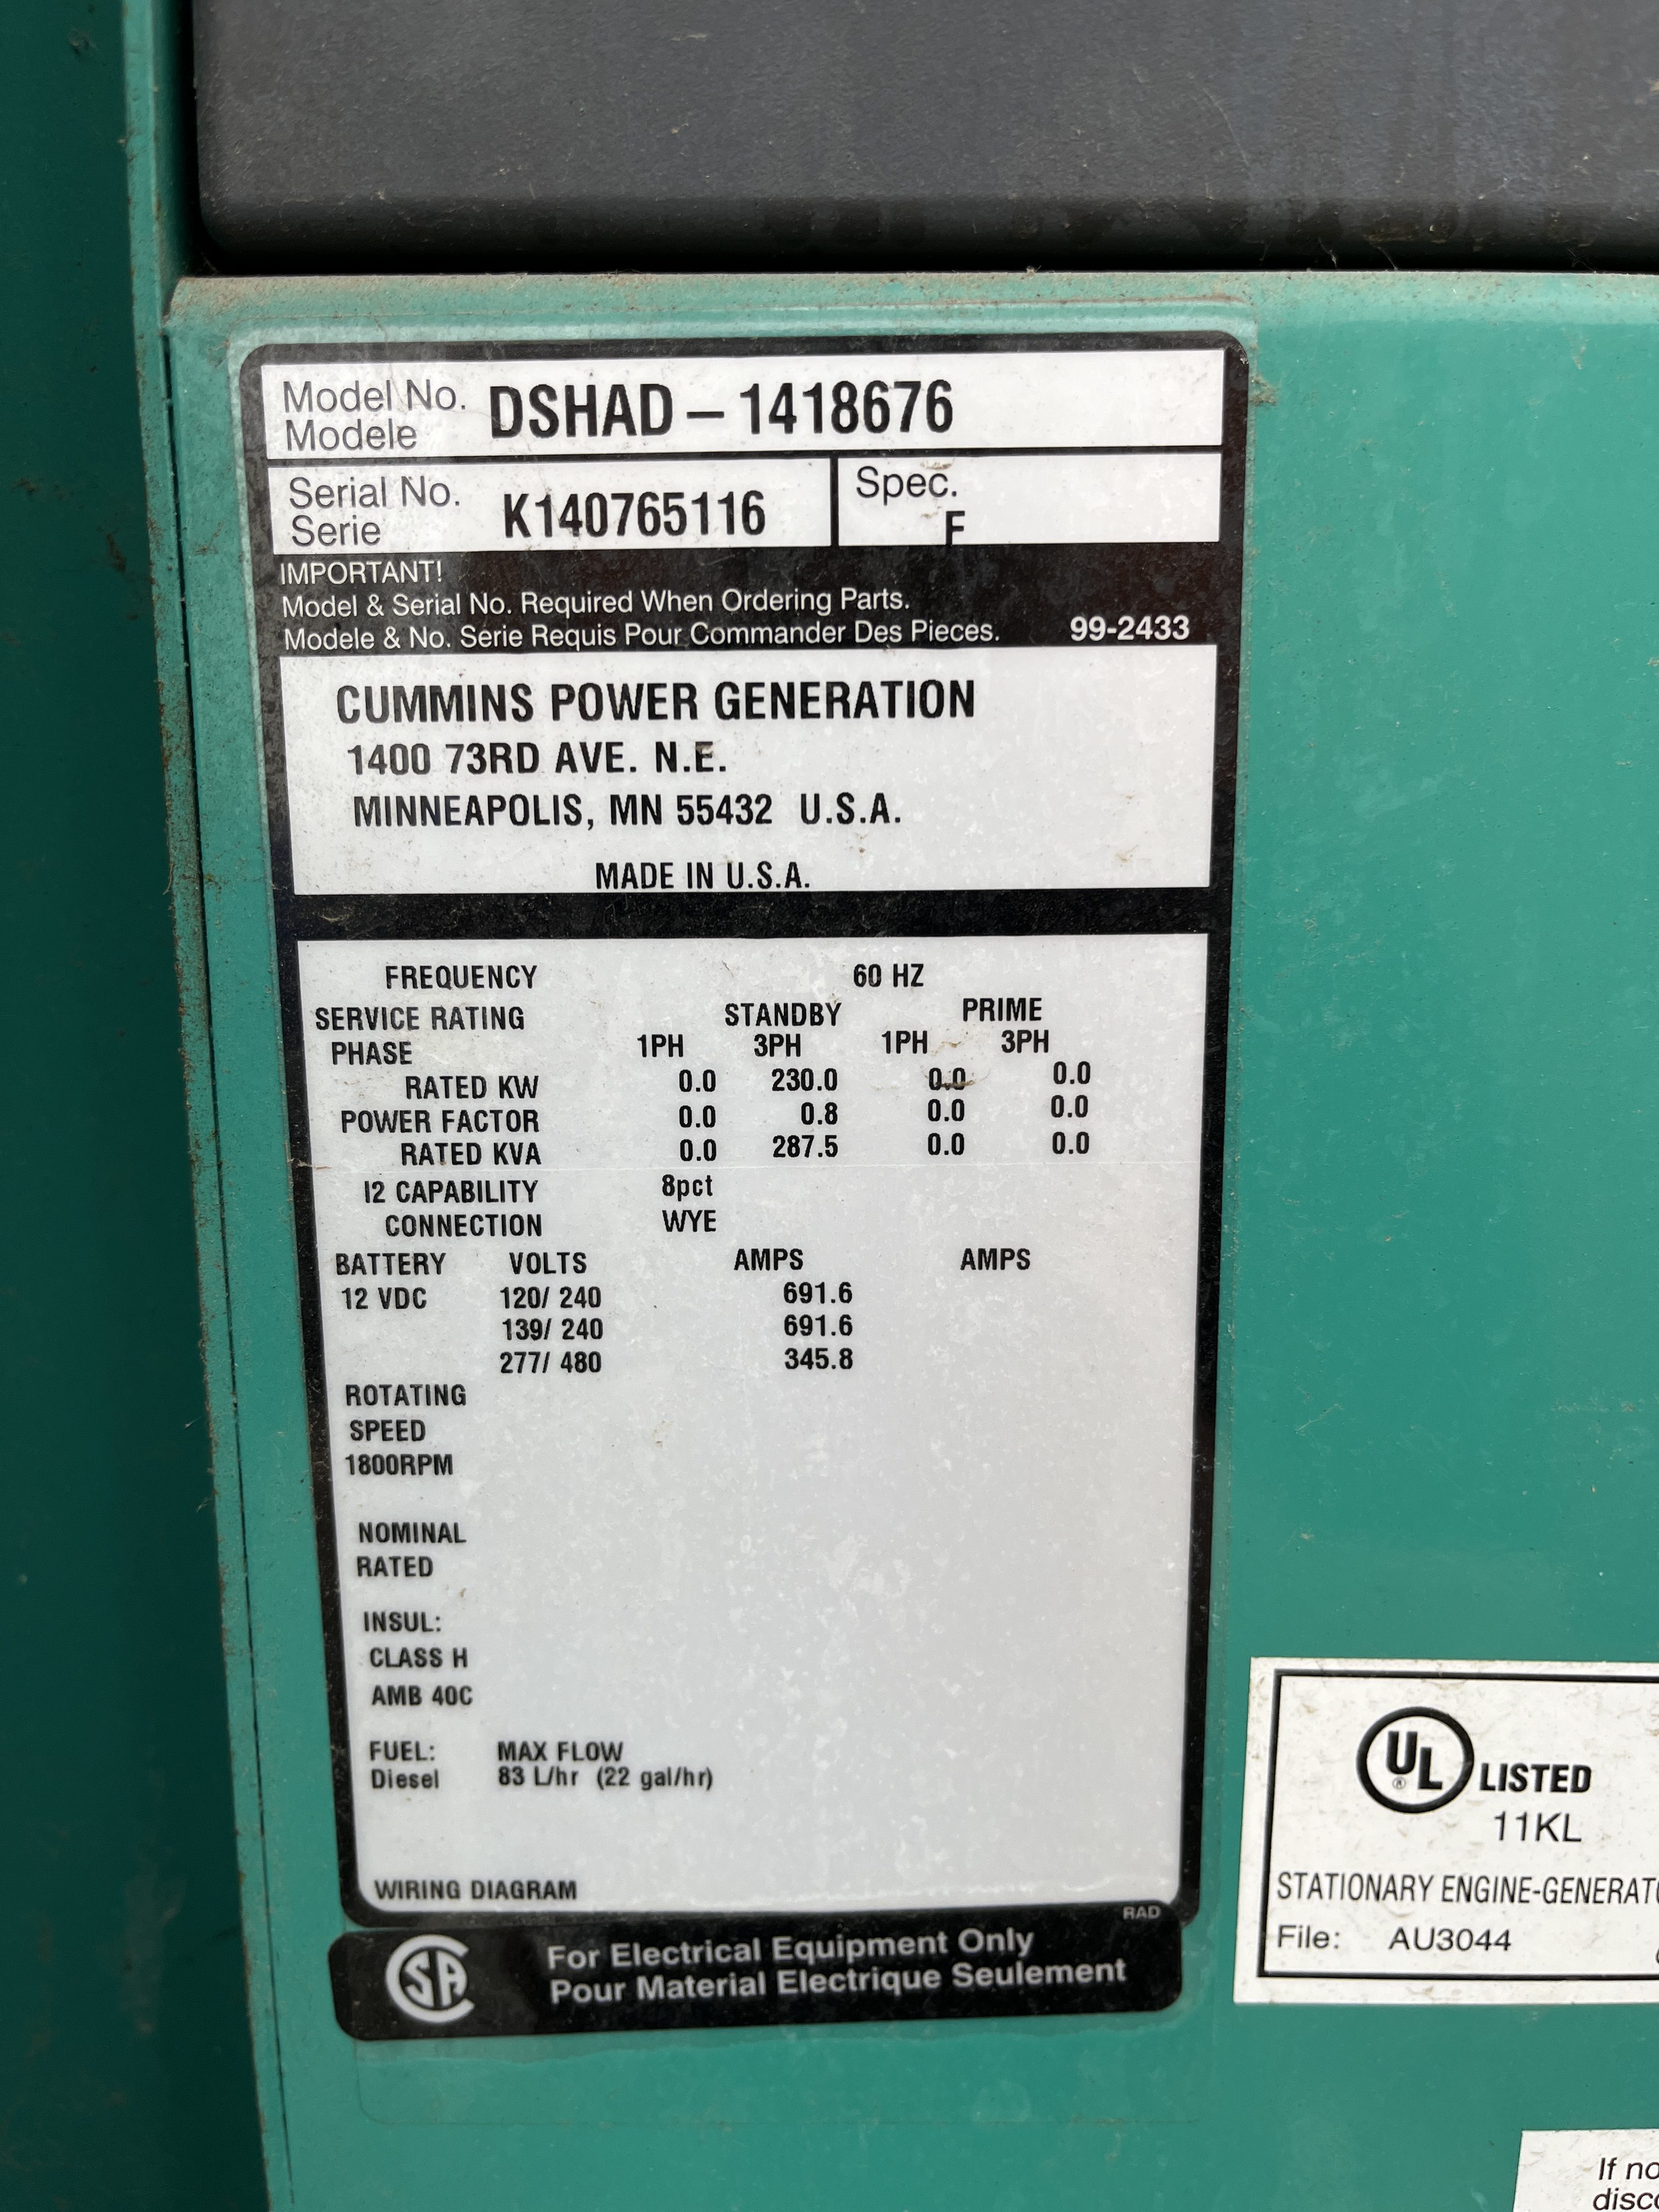 Model No. DSHAD – 1418676
Modele
Serial No. K140765116
Serie
Spec.
F
IMPORTANT!
Model & Serial No. Required When Ordering Parts.
Modele & No. Serie Requis Pour Commander Des Pieces. 99-2433
CUMMINS POWER GENERATION
1400 73RD AVE. N.E.
MINNEAPOLIS, MN 55432 U.S.A.
MADE IN U.S.A.
FREQUENCY 60 HZ
SERVICE RATING STANDBY PRIME
PHASE 1PH 3PH 1PH 3PH
RATED KW 0.0 230.0 0.0 0.0
POWER FACTOR 0.0 0.8 0.0 0.0
RATED KVA 0.0 287.5 0.0 0.0
I2 CAPABILITY 8pct
CONNECTION WYE
BATTERY VOLTS AMPS AMPS
12 VDC 120/ 240 691.6
139/ 240 691.6
277/ 480 345.8
ROTATING
SPEED
1800RPM
NOMINAL
RATED
INSUL:
CLASS H
AMB 40C
FUEL: MAX FLOW
Diesel 83 L/hr (22 gal/hr)
WIRING DIAGRAM
RAD
SA
For Electrical Equipment Only
Pour Material Electrique Seulement
UL ® LISTED
11KL
STATIONARY ENGINE-GENERATO
File: AU3044
If no
disc